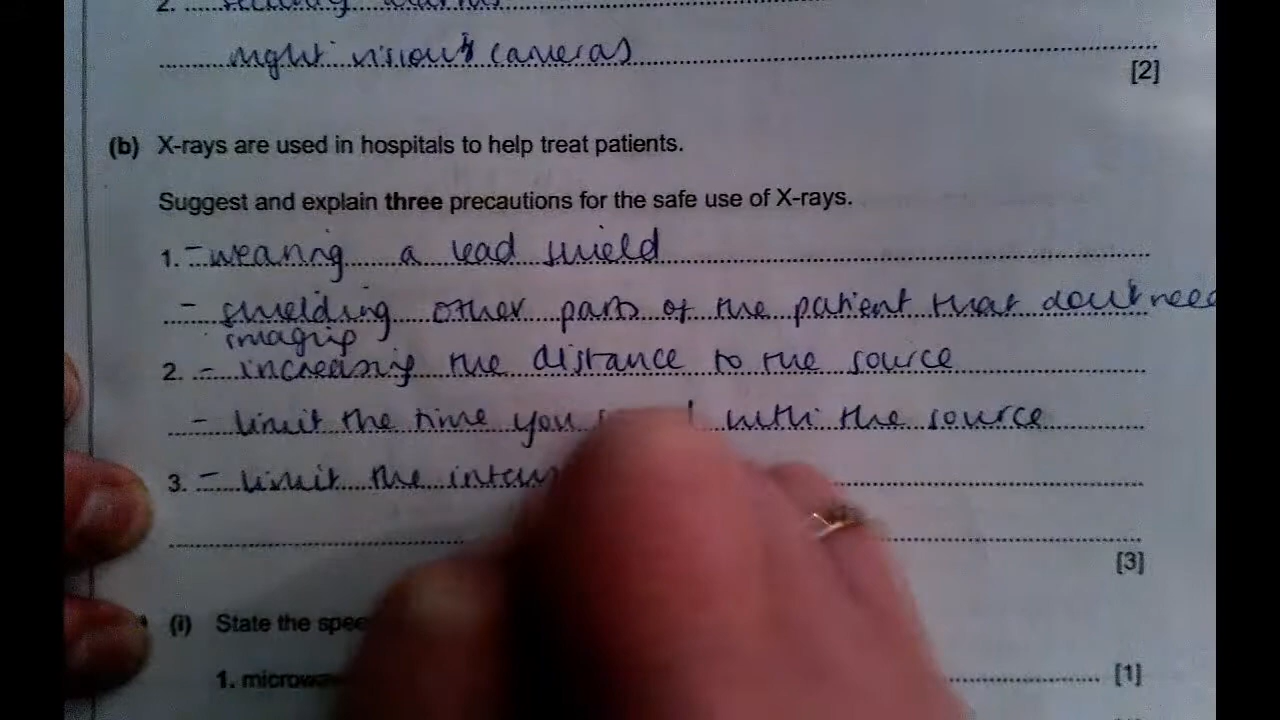 2.
night vision cameras
[2]
(b) X-rays are used in hospitals to help treat patients.
Suggest and explain three precautions for the safe use of X-rays.
1. - wearing a lead shield
- shielding other parts of the patient that don't need
imaging
2. - increasing the distance to the source
- limit the time you with the source
3. - limit the
[3]
(i) State the
1.
[1]